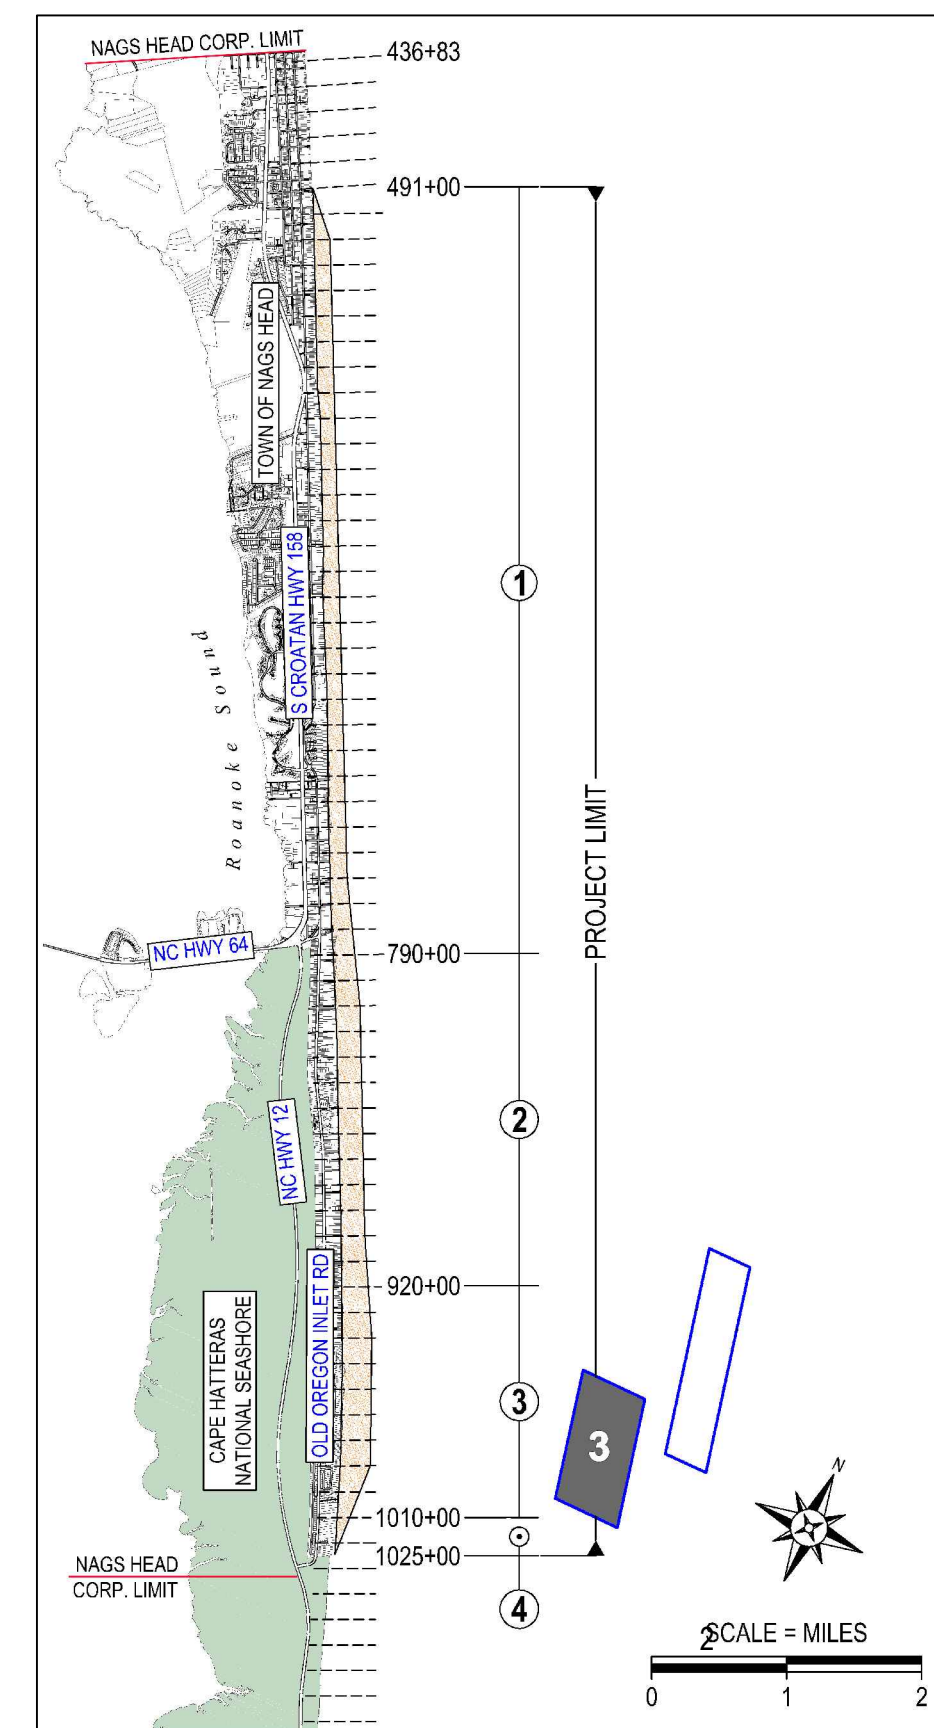 NAGS HEAD CORP. LIMIT
436+83
491+00
TOWN OF NAGS HEAD
1
S CROATAN HWY 158
Roanoke Sound
PROJECT LIMIT
NC HWY 64
790+00
2
NC HWY 12
920+00
OLD OREGON INLET RD
CAPE HATTERAS
NATIONAL SEASHORE
3
3
N
1010+00
1025+00
NAGS HEAD
CORP. LIMIT
4
2
SCALE = MILES
0 1 2